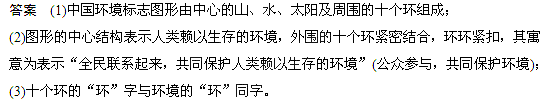 答案 (1)中国环境标志图形由中心的山、水、太阳及周围的十个环组成；
(2)图形的中心结构表示人类赖以生存的环境，外围的十个环紧密结合，环环紧扣，其寓
意为表示“全民联系起来，共同保护人类赖以生存的环境”(公众参与，共同保护环境)；
(3)十个环的“环”字与环境的“环”同字。